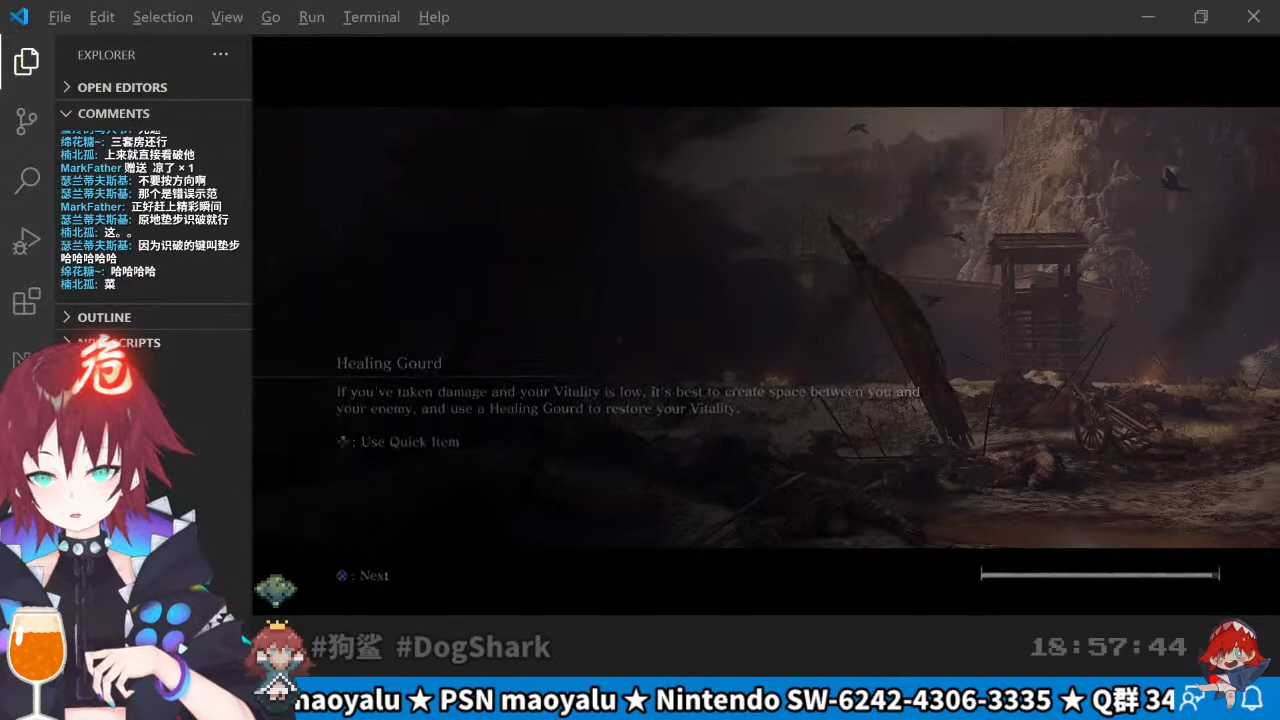 File Edit Selection View Go Run Terminal Help
EXPLORER
OPEN EDITORS
COMMENTS
绵花糖~: 三套房还行
楠北孤: 上来就直接看破他
MarkFather 赠送 凉了 × 1
瑟兰蒂夫斯基: 不要按方向啊
瑟兰蒂夫斯基: 那个是错误示范
MarkFather: 正好赶上精彩瞬间
瑟兰蒂夫斯基: 原地垫步识破就行
楠北孤: 这。。
瑟兰蒂夫斯基: 因为识破的键叫垫步
哈哈哈哈哈
绵花糖~: 哈哈哈哈
楠北孤: 菜
OUTLINE
SCRIPTS
危
Healing Gourd
If you've taken damage and your Vitality is low, it's best to create space between you and
your enemy, and use a Healing Gourd to restore your Vitality.
: Use Quick Item
: Next
#狗鲨 #DogShark
18:57:44
maoyalu ★ PSN maoyalu ★ Nintendo SW-6242-4306-3335 ★ Q群 34